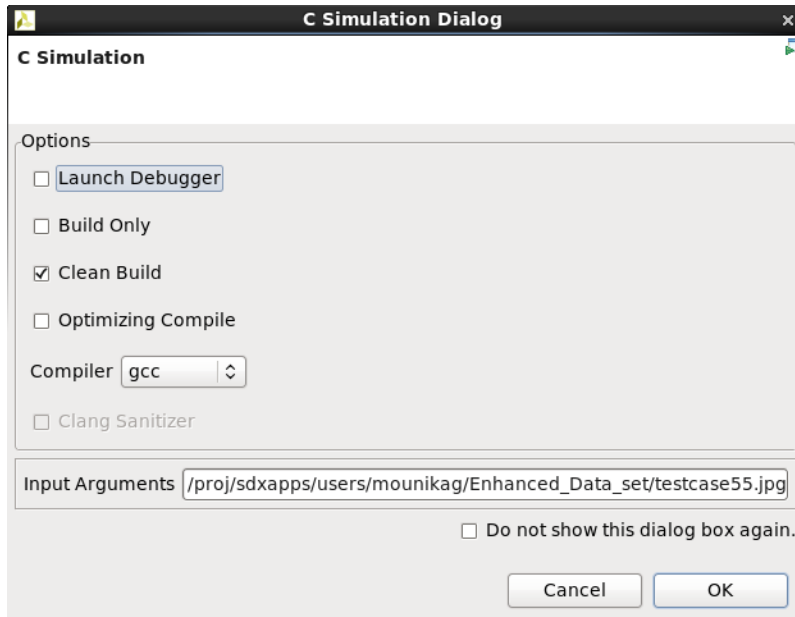 C Simulation Dialog
C Simulation
Options
Launch Debugger
Build Only
Clean Build
Optimizing Compile
Compiler gcc
Clang Sanitizer
Input Arguments /proj/sdxapps/users/mounikag/Enhanced_Data_set/testcase55.jpg
Do not show this dialog box again.
Cancel OK